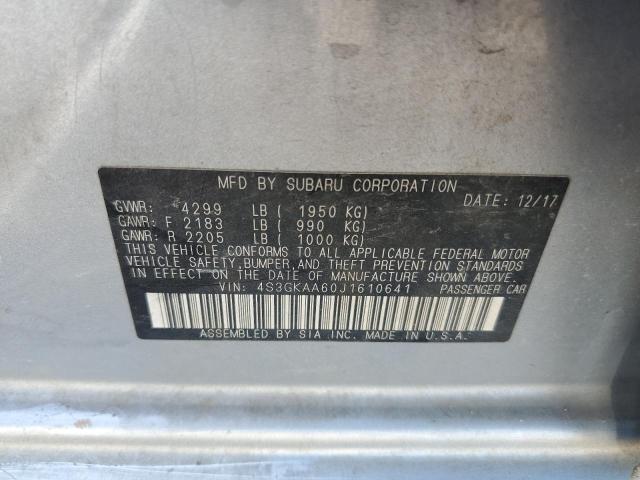 MFD BY SUBARU CORPORATION
DATE: 12/17
GVWR: 4299 LB ( 1950 KG)
GAWR: F 2183 LB ( 990 KG)
GAWR: R 2205 LB ( 1000 KG)
THIS VEHICLE CONFORMS TO ALL APPLICABLE FEDERAL MOTOR
VEHICLE SAFETY,BUMPER,AND THEFT PREVENTION STANDARDS
IN EFFECT ON THE DATE OF MANUFACTURE SHOWN ABOVE.
VIN: 4S3GKAA60J1610641 PASSENGER CAR
ASSEMBLED BY SIA INC. MADE IN U.S.A.